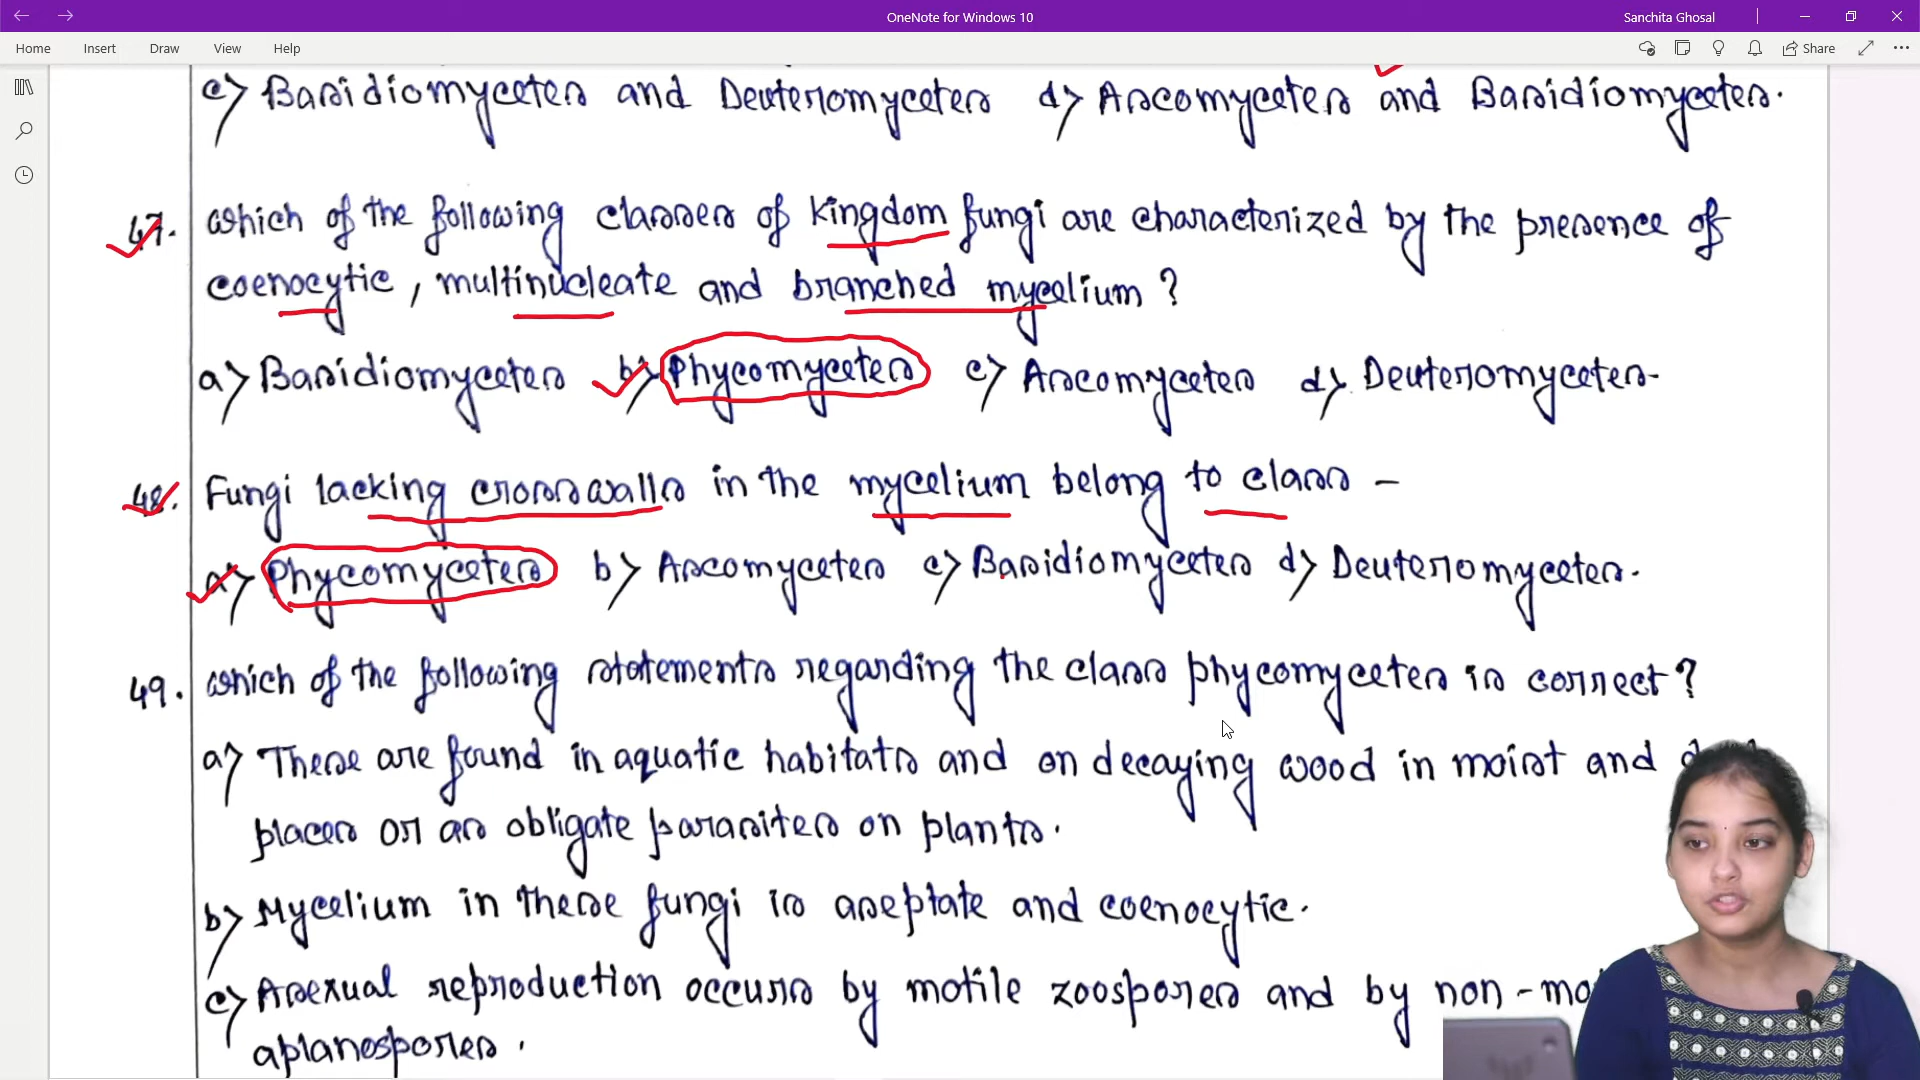 OneNote for Windows 10
Sanchita Ghosal
Home Insert Draw View Help
Share
c) Basidiomycetes and Deuteromycetes d) Ascomycetes and Basidiomycetes.
47. Which of the following classes of kingdom fungi are characterized by the presence of
coenocytic, multinucleate and branched mycelium ?
a) Basidiomycetes b) Phycomycetes c) Ascomycetes d) Deuteromycetes.
48. Fungi lacking crosswalls in the mycelium belong to class –
a) Phycomycetes b) Ascomycetes c) Basidiomycetes d) Deuteromycetes.
49. Which of the following statements regarding the class phycomycetes is correct ?
a) These are found in aquatic habitats and on decaying wood in moist and
places or as obligate parasites on plants.
b) Mycelium in these fungi is aseptate and coenocytic.
c) Asexual reproduction occurs by motile zoospores and by non-mo
aplanospores.